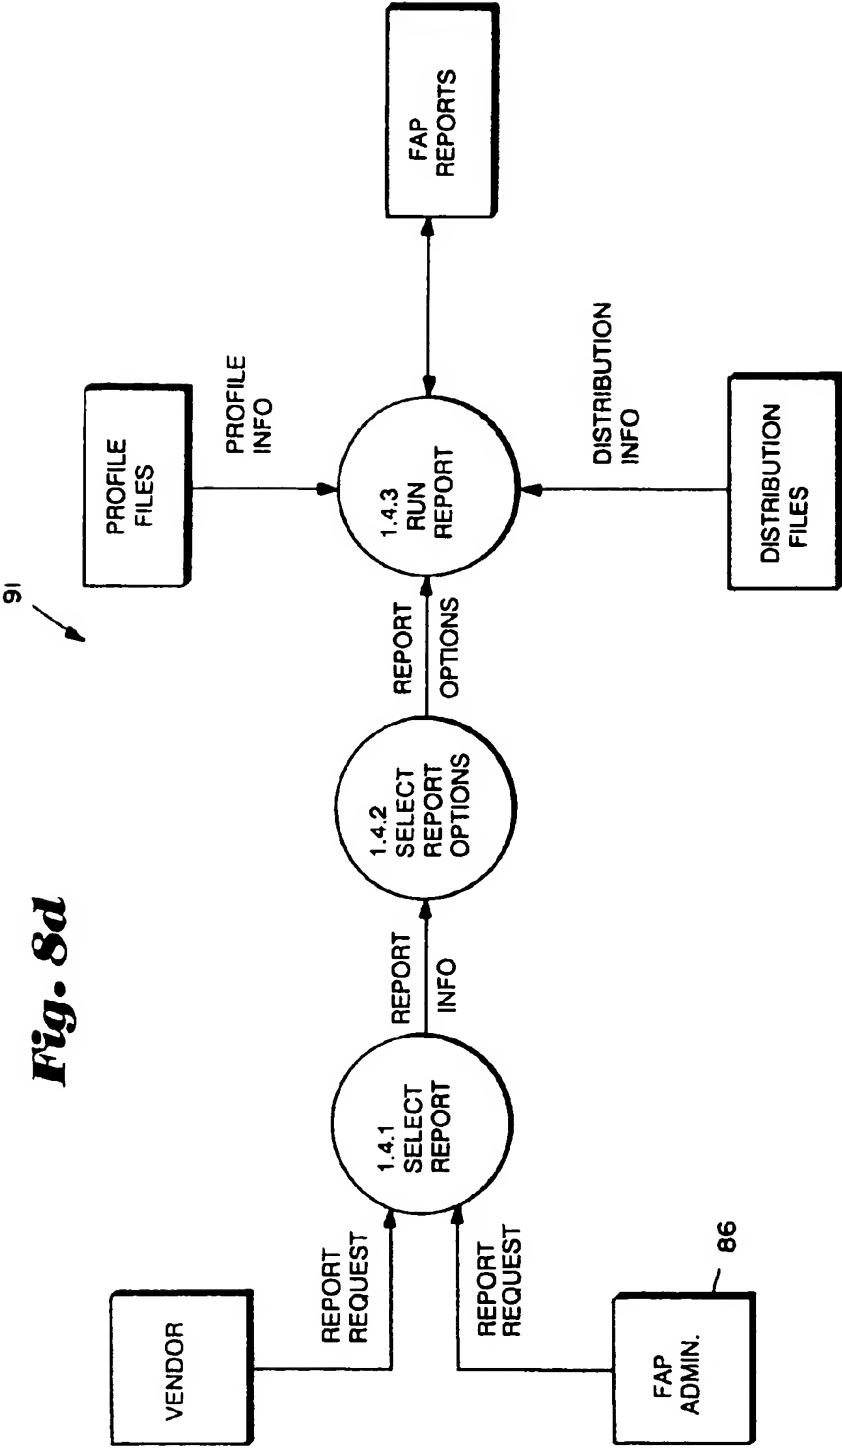 Fig. 8d
91
VENDOR
REPORT
REQUEST
FAP
ADMIN.
86
REPORT
REQUEST
1.4.1
SELECT
REPORT
REPORT
INFO
1.4.2
SELECT
REPORT
OPTIONS
REPORT
OPTIONS
PROFILE
FILES
PROFILE
INFO
1.4.3
RUN
REPORT
DISTRIBUTION
INFO
DISTRIBUTION
FILES
FAP
REPORTS